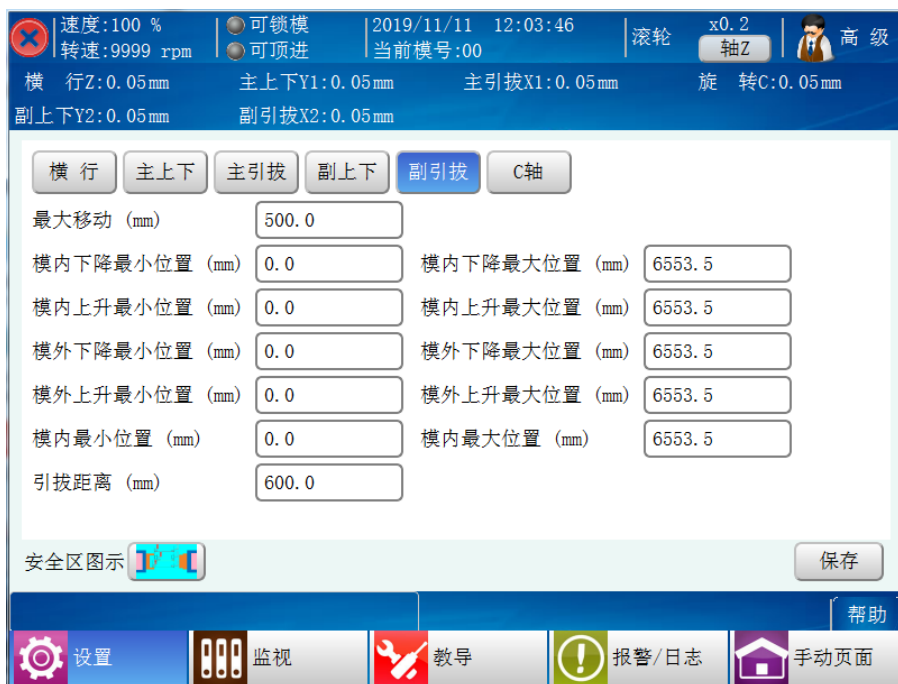 速度:100 % 可锁模 2019/11/11 12:03:46 滚轮 x0.2 高 级
转速:9999 rpm 可顶进 当前模号:00 轴Z
横 行Z:0.05mm 主上下Y1:0.05mm 主引拔X1:0.05mm 旋 转C:0.05mm
副上下Y2:0.05mm 副引拔X2:0.05mm
横 行 主上下 主引拔 副上下 副引拔 C轴
最大移动 (mm) 500.0
模内下降最小位置 (mm) 0.0 模内下降最大位置 (mm) 6553.5
模内上升最小位置 (mm) 0.0 模内上升最大位置 (mm) 6553.5
模外下降最小位置 (mm) 0.0 模外下降最大位置 (mm) 6553.5
模外上升最小位置 (mm) 0.0 模外上升最大位置 (mm) 6553.5
模内最小位置 (mm) 0.0 模内最大位置 (mm) 6553.5
引拔距离 (mm) 600.0
安全区图示 保存
帮助
设置 监视 教导 报警/日志 手动页面